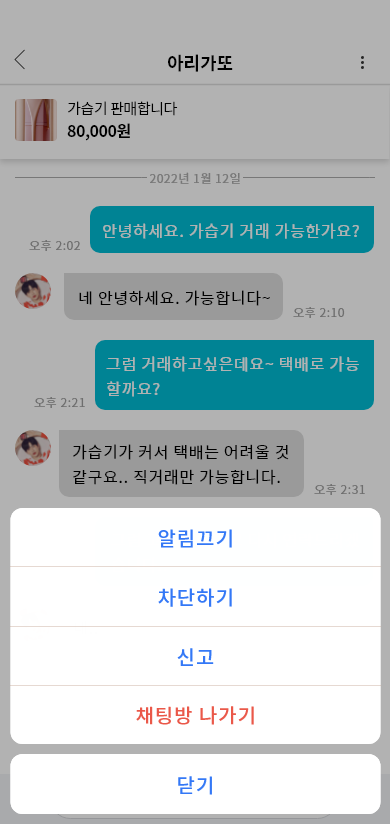 아리가또
가습기 판매합니다
80,000원
2022년 1월 12일
안녕하세요. 가습기 거래 가능한가요?
오후 2:02
네 안녕하세요. 가능합니다~
오후 2:10
그럼 거래하고싶은데요~ 택배로 가능
할까요?
오후 2:21
가습기가 커서 택배는 어려울 것
같구요.. 직거래만 가능합니다.
오후 2:31
알림끄기
차단하기
신고
채팅방 나가기
닫기